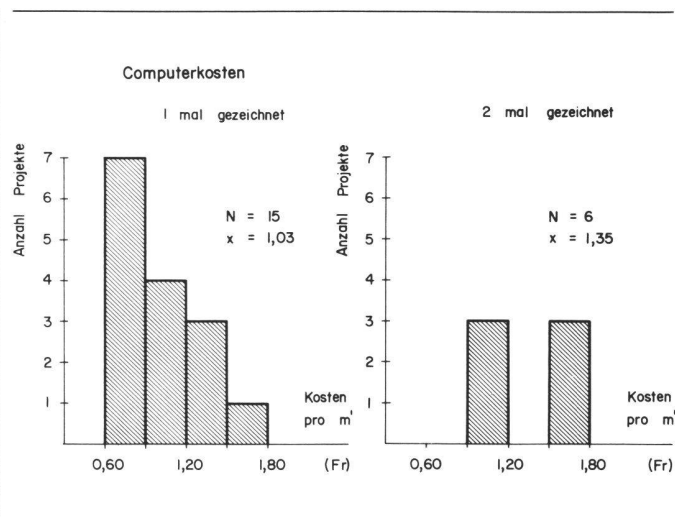 Computerkosten
1 mal gezeichnet
Anzahl Projekte
7
6
5
4
3
2
1
N = 15
x = 1,03
Kosten
pro m'
0,60 1,20 1,80 (Fr)
2 mal gezeichnet
Anzahl Projekte
7
6
5
4
3
2
1
N = 6
x = 1,35
Kosten
pro m'
0,60 1,20 1,80 (Fr)